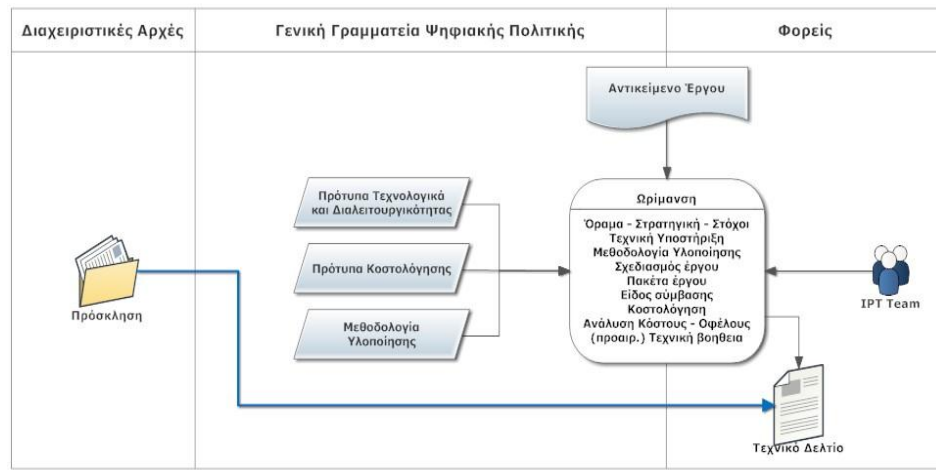 Διαχειριστικές Αρχές
Γενική Γραμματεία Ψηφιακής Πολιτικής
Φορείς
Αντικείμενο Έργου
Πρότυπα Τεχνολογικά
και Διαλειτουργικότητας
Πρότυπα Κοστολόγησης
Μεθοδολογία
Υλοποίησης
Πρόσκληση
Ωρίμανση
Όραμα - Στρατηγική - Στόχοι
Τεχνική Υποστήριξη
Μεθοδολογία Υλοποίησης
Σχεδιασμός έργου
Πακέτα έργου
Είδος σύμβασης
Κοστολόγηση
Ανάλυση Κόστους - Οφέλους
(προαιρ.) Τεχνική βοηθεια
IPT Team
Τεχνικό Δελτίο